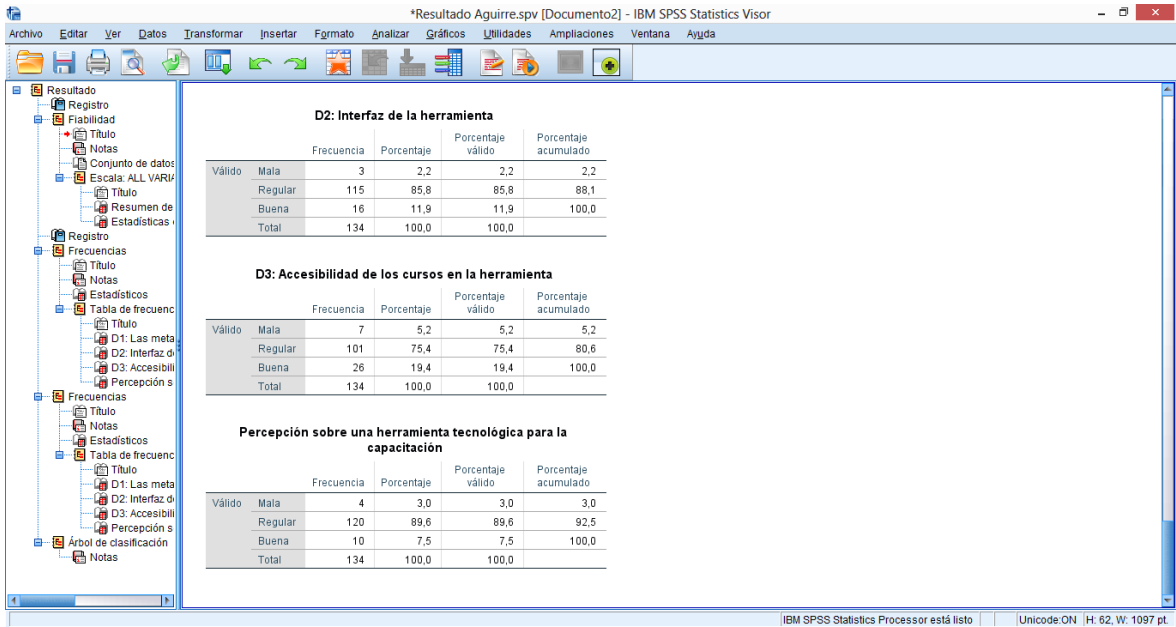 *Resultado Aguirre.spv [Documento2] - IBM SPSS Statistics Visor
Archivo Editar Ver Datos Transformar Insertar Formato Analizar Gráficos Utilidades Ampliaciones Ventana Ayuda
Resultado
Registro
Fiabilidad
Título
Notas
Conjunto de datos
Escala: ALL VARIA
Título
Resumen de
Estadísticas
Registro
Frecuencias
Título
Notas
Estadísticos
Tabla de frecuenc
Título
D1: Las meta
D2: Interfaz de
D3: Accesibili
Percepción s
Frecuencias
Título
Notas
Estadísticos
Tabla de frecuenc
Título
D1: Las meta
D2: Interfaz de
D3: Accesibili
Percepción s
Árbol de clasificación
Notas
D2: Interfaz de la herramienta
Frecuencia Porcentaje Porcentaje válido Porcentaje acumulado
Válido Mala 3 2,2 2,2 2,2
Regular 115 85,8 85,8 88,1
Buena 16 11,9 11,9 100,0
Total 134 100,0 100,0
D3: Accesibilidad de los cursos en la herramienta
Frecuencia Porcentaje Porcentaje válido Porcentaje acumulado
Válido Mala 7 5,2 5,2 5,2
Regular 101 75,4 75,4 80,6
Buena 26 19,4 19,4 100,0
Total 134 100,0 100,0
Percepción sobre una herramienta tecnológica para la
capacitación
Frecuencia Porcentaje Porcentaje válido Porcentaje acumulado
Válido Mala 4 3,0 3,0 3,0
Regular 120 89,6 89,6 92,5
Buena 10 7,5 7,5 100,0
Total 134 100,0 100,0
IBM SPSS Statistics Processor está listo Unicode:ON H: 62, W: 1097 pt.